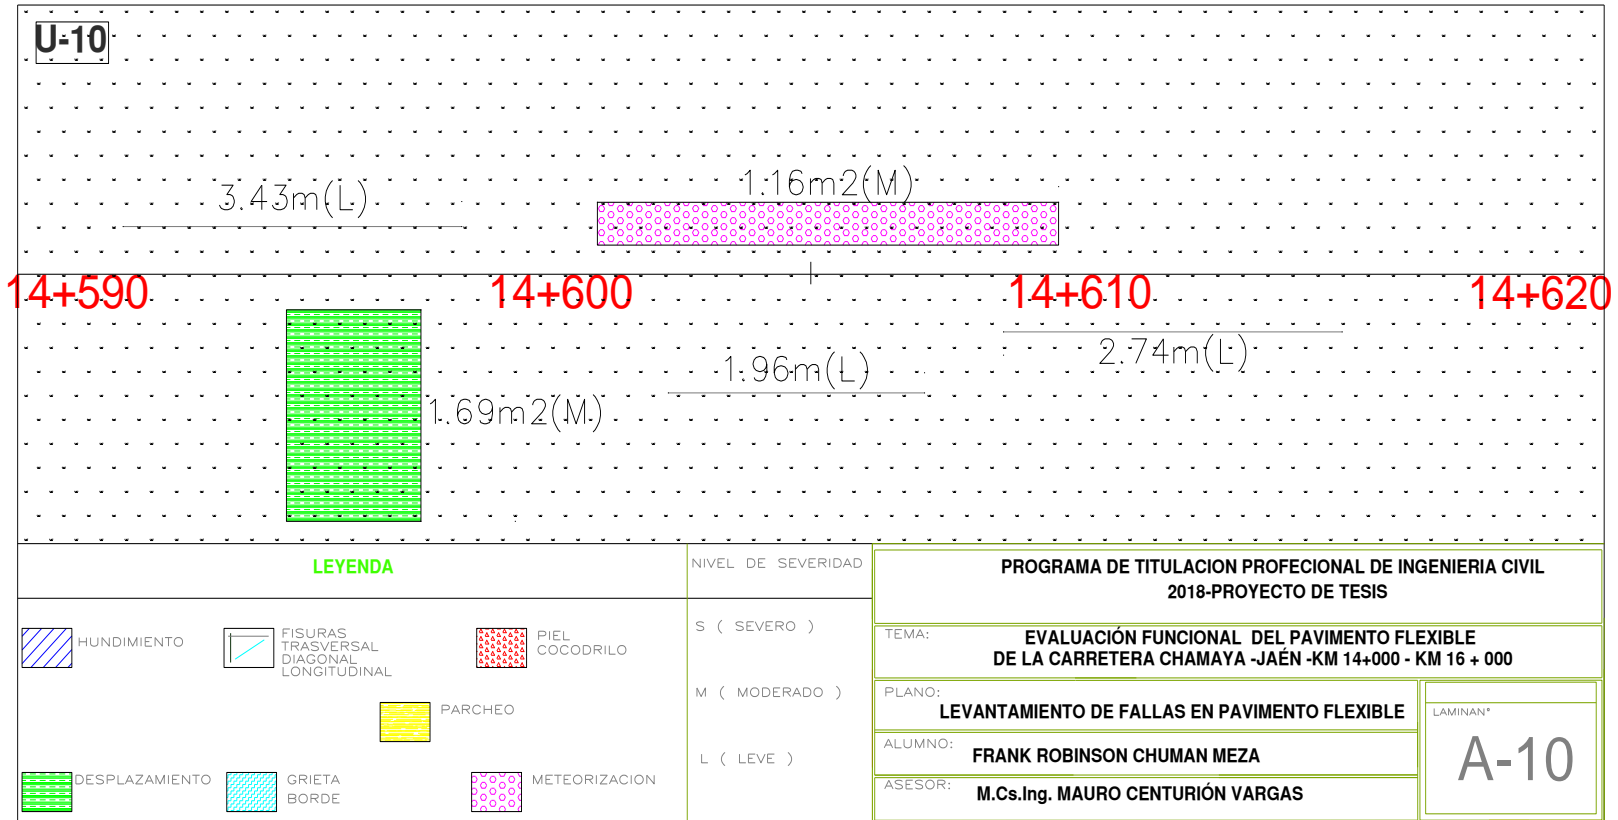 U-10
3.43m(L)
1.16m2(M)
14+590
14+600
14+610
14+620
1.69m2(M)
1.96m(L)
2.74m(L)
LEYENDA
HUNDIMIENTO
FISURAS
TRASVERSAL
DIAGONAL
LONGITUDINAL
PIEL
COCODRILO
PARCHEO
DESPLAZAMIENTO
GRIETA
BORDE
METEORIZACION
NIVEL DE SEVERIDAD
S ( SEVERO )
M ( MODERADO )
L ( LEVE )
PROGRAMA DE TITULACION PROFECIONAL DE INGENIERIA CIVIL
2018-PROYECTO DE TESIS
TEMA:
EVALUACIÓN FUNCIONAL DEL PAVIMENTO FLEXIBLE
DE LA CARRETERA CHAMAYA -JAÉN -KM 14+000 - KM 16 + 000
PLANO:
LEVANTAMIENTO DE FALLAS EN PAVIMENTO FLEXIBLE
ALUMNO:
FRANK ROBINSON CHUMAN MEZA
ASESOR:
M.Cs.Ing. MAURO CENTURIÓN VARGAS
LAMINAN°
A-10